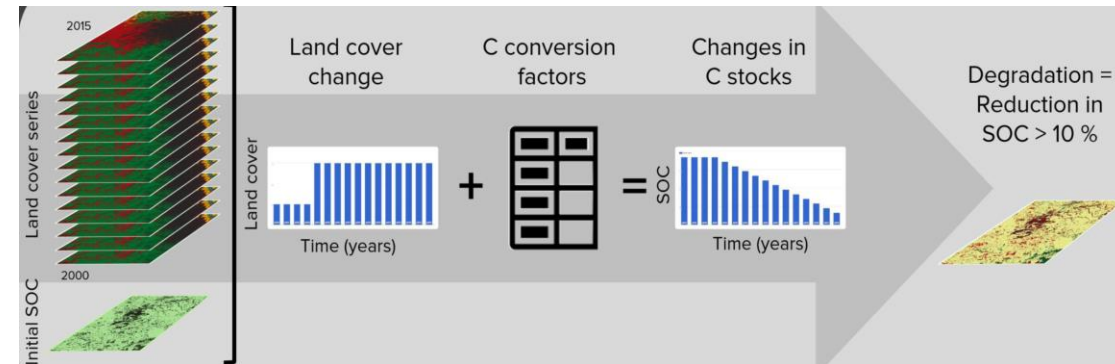 2015
Land cover series
2000
Initial SOC
Land cover
change
Land cover
Time (years)
+
C conversion
factors
=
Changes in
C stocks
SOC
Time (years)
Degradation =
Reduction in
SOC > 10 %